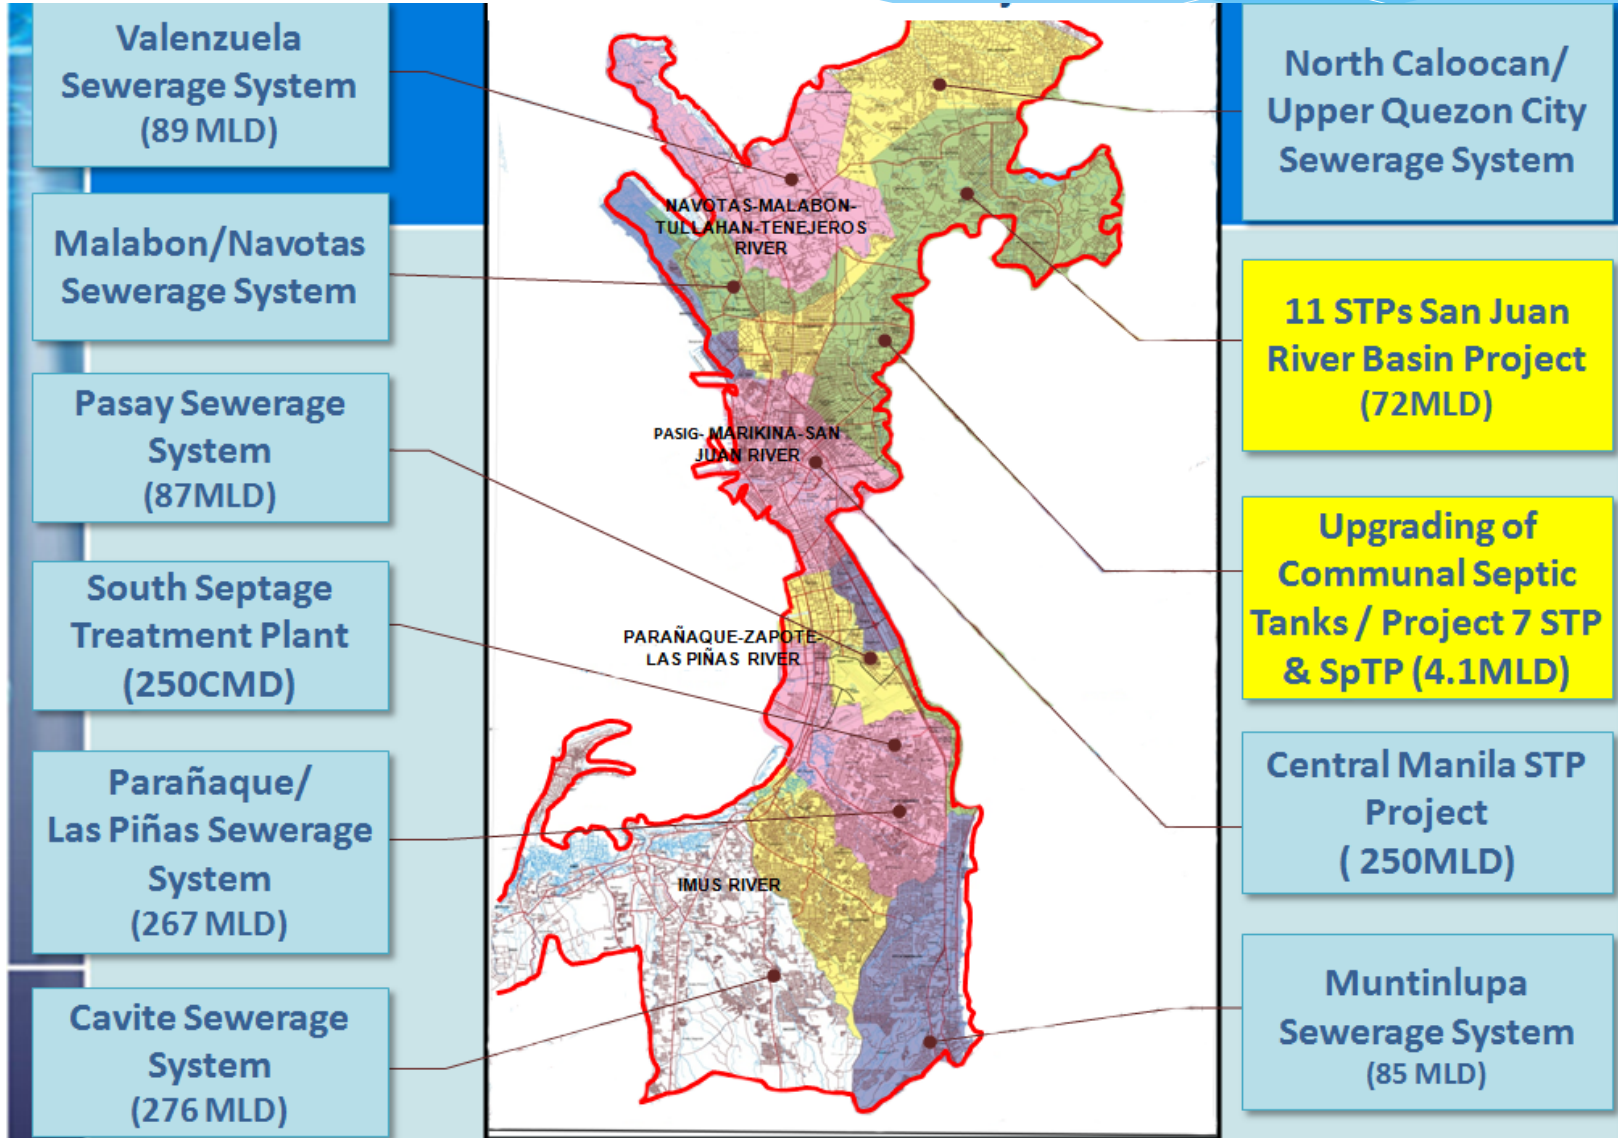 Valenzuela
Sewerage System
(89 MLD)
Malabon/Navotas
Sewerage System
Pasay Sewerage
System
(87MLD)
South Septage
Treatment Plant
(250CMD)
Parañaque/
Las Piñas Sewerage
System
(267 MLD)
Cavite Sewerage
System
(276 MLD)
NAVOTAS-MALABON-
TULLAHAN-TENEJEROS
RIVER
PASIG- MARIKINA-SAN
JUAN RIVER
PARAÑAQUE-ZAPOTE-
LAS PIÑAS RIVER
IMUS RIVER
North Caloocan/
Upper Quezon City
Sewerage System
11 STPs San Juan
River Basin Project
(72MLD)
Upgrading of
Communal Septic
Tanks / Project 7 STP
& SpTP (4.1MLD)
Central Manila STP
Project
( 250MLD)
Muntinlupa
Sewerage System
(85 MLD)